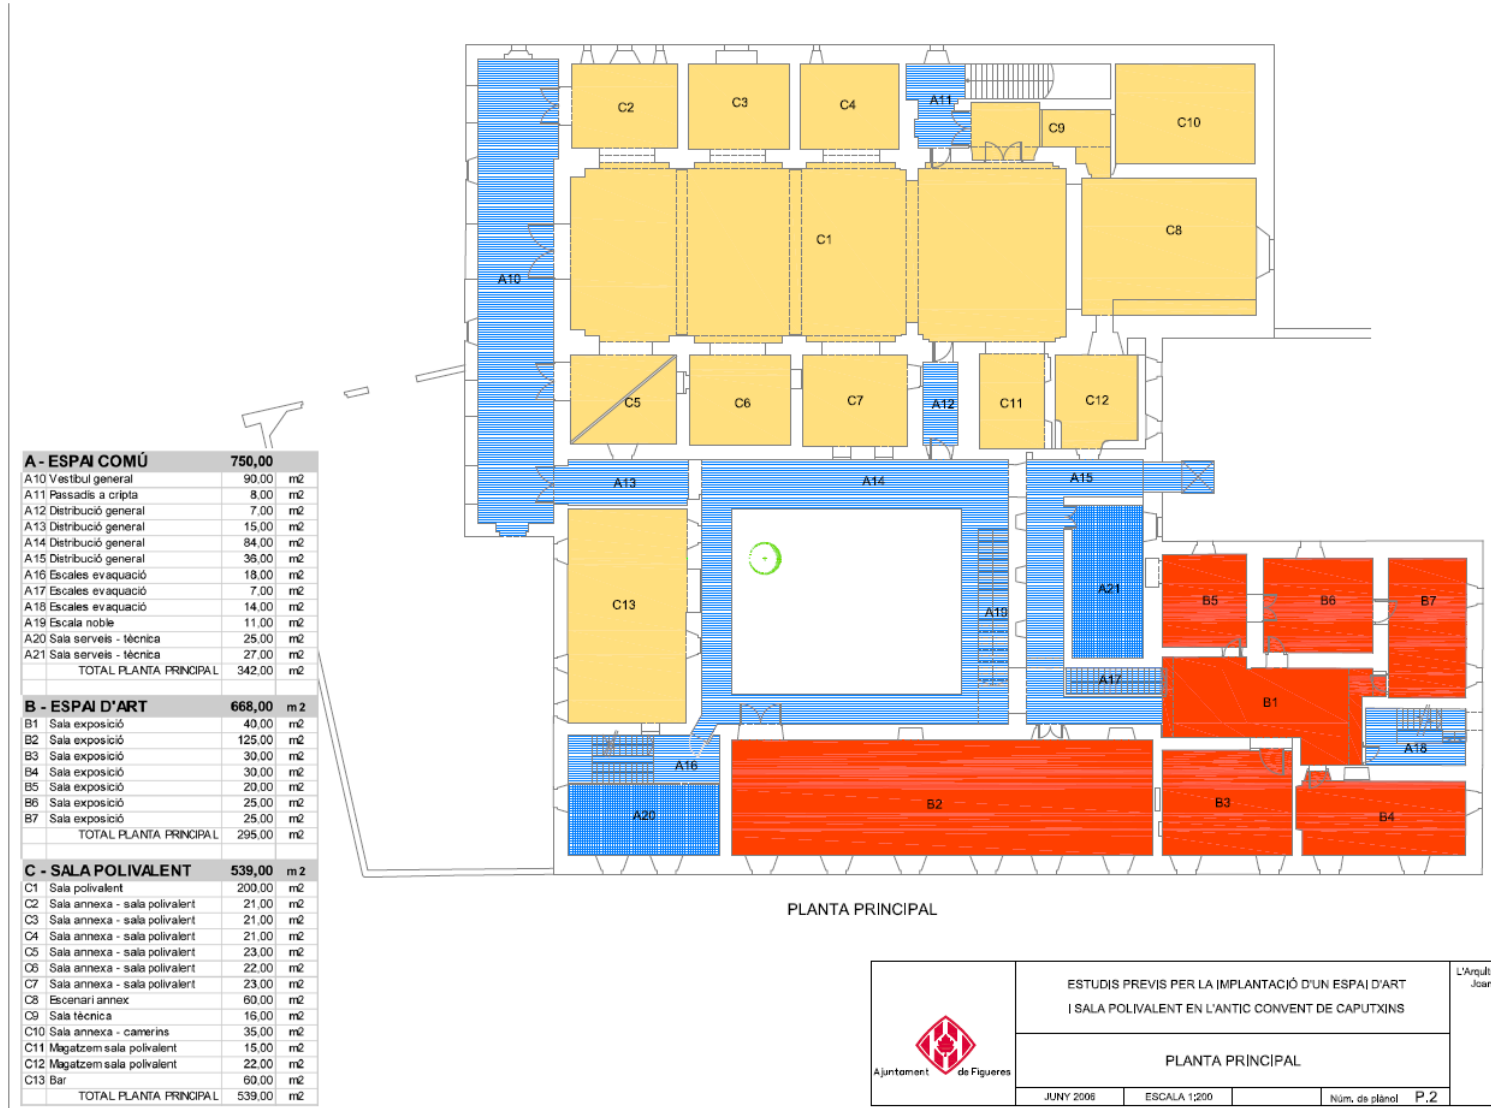 C2
C3
C4
A11
C9
C10
C1
C8
A10
C5
C6
C7
A12
C11
C12
A13
A14
A15
C13
A19
A21
B5
B6
B7
A17
B1
A16
A18
A20
B2
B3
B4
A - ESPAI COMÚ 750,00
A10 Vestíbul general 90,00 m2
A11 Passadís a cripta 8,00 m2
A12 Distribució general 7,00 m2
A13 Distribució general 15,00 m2
A14 Distribució general 84,00 m2
A15 Distribució general 36,00 m2
A16 Escales evaquació 18,00 m2
A17 Escales evaquació 7,00 m2
A18 Escales evaquació 14,00 m2
A19 Escala noble 11,00 m2
A20 Sala serveis - tècnica 25,00 m2
A21 Sala serveis - tècnica 27,00 m2
TOTAL PLANTA PRINCIPAL 342,00 m2
B - ESPAI D'ART 668,00 m2
B1 Sala exposició 40,00 m2
B2 Sala exposició 125,00 m2
B3 Sala exposició 30,00 m2
B4 Sala exposició 30,00 m2
B5 Sala exposició 20,00 m2
B6 Sala exposició 25,00 m2
B7 Sala exposició 25,00 m2
TOTAL PLANTA PRINCIPAL 295,00 m2
C - SALA POLIVALENT 539,00 m2
C1 Sala polivalent 200,00 m2
C2 Sala annexa - sala polivalent 21,00 m2
C3 Sala annexa - sala polivalent 21,00 m2
C4 Sala annexa - sala polivalent 21,00 m2
C5 Sala annexa - sala polivalent 23,00 m2
C6 Sala annexa - sala polivalent 22,00 m2
C7 Sala annexa - sala polivalent 23,00 m2
C8 Escenari annex 60,00 m2
C9 Sala tècnica 16,00 m2
C10 Sala annexa - camerins 35,00 m2
C11 Magatzem sala polivalent 15,00 m2
C12 Magatzem sala polivalent 22,00 m2
C13 Bar 60,00 m2
TOTAL PLANTA PRINCIPAL 539,00 m2
PLANTA PRINCIPAL
Ajuntament de Figueres
ESTUDIS PREVIS PER LA IMPLANTACIÓ D'UN ESPAI D'ART
I SALA POLIVALENT EN L'ANTIC CONVENT DE CAPUTXINS
PLANTA PRINCIPAL
JUNY 2006 ESCALA 1:200 Núm. de plànol P.2